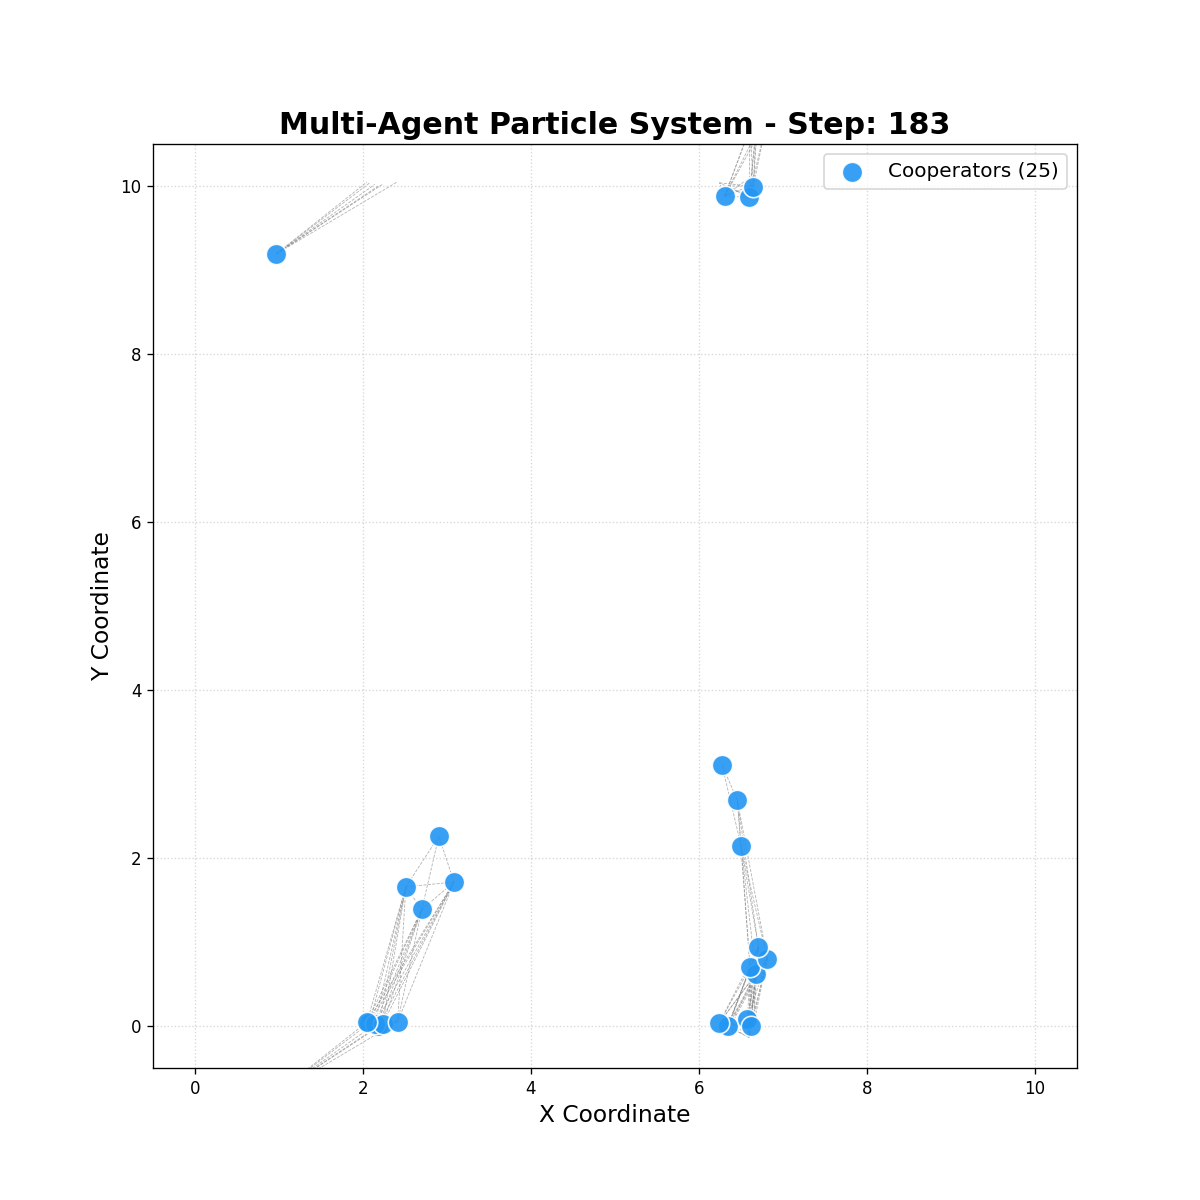 Multi-Agent Particle System - Step: 183
Cooperators (25)
10
8
6
4
2
0
Y Coordinate
0 2 4 6 8 10
X Coordinate